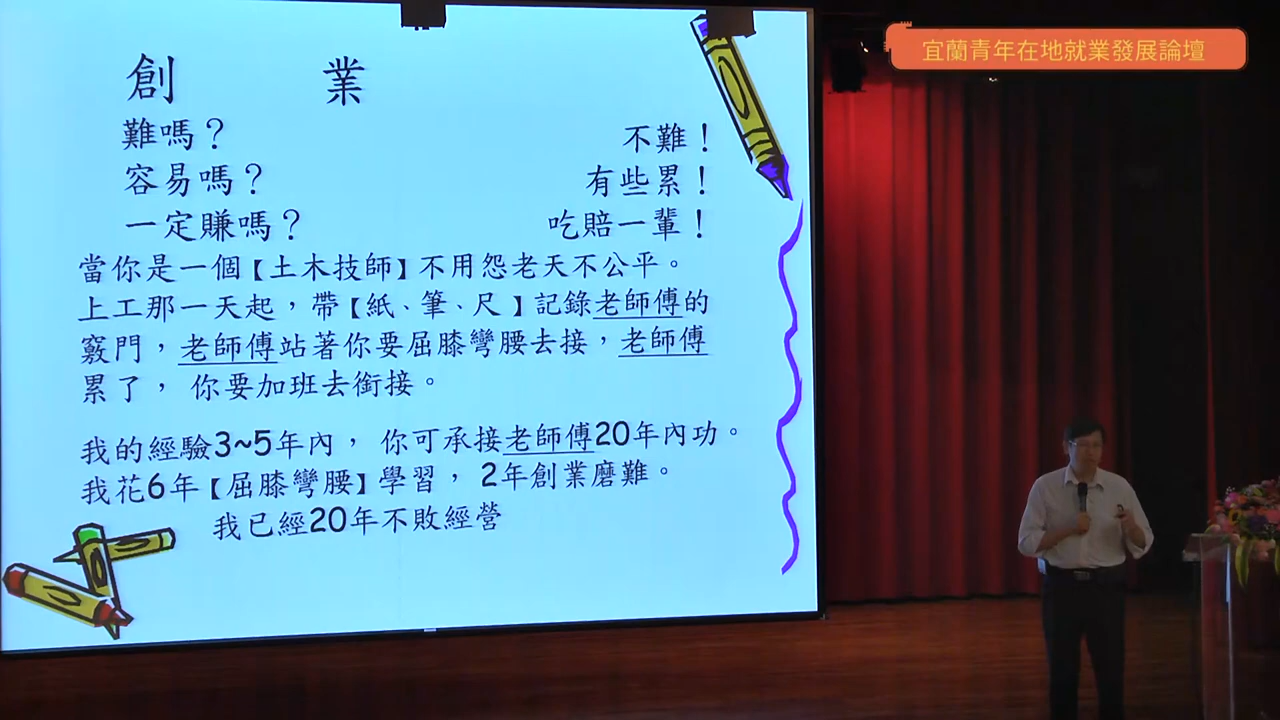 宜蘭青年在地就業發展論壇
創 業
難嗎？ 不難！
容易嗎？ 有些累！
一定賺嗎？ 吃賠一輩！
當你是一個【土木技師】不用怨老天不公平。
上工那一天起，帶【紙、筆、尺】記錄老師傅的
竅門，老師傅站著你要屈膝彎腰去接，老師傅
累了， 你要加班去銜接。
我的經驗3~5年內， 你可承接老師傅20年內功。
我花6年【屈膝彎腰】學習， 2年創業磨難。
我已經20年不敗經營